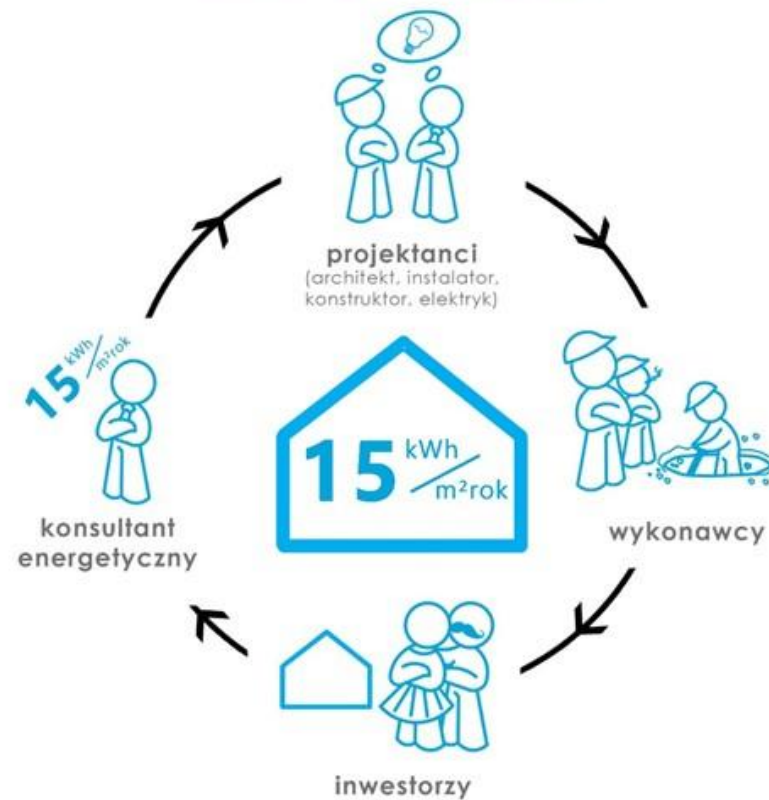 projektanci
(architekt, instalator,
konstruktor, elektryk)
15 kWh/m²rok
konsultant
energetyczny
15 kWh/m²rok
wykonawcy
inwestorzy